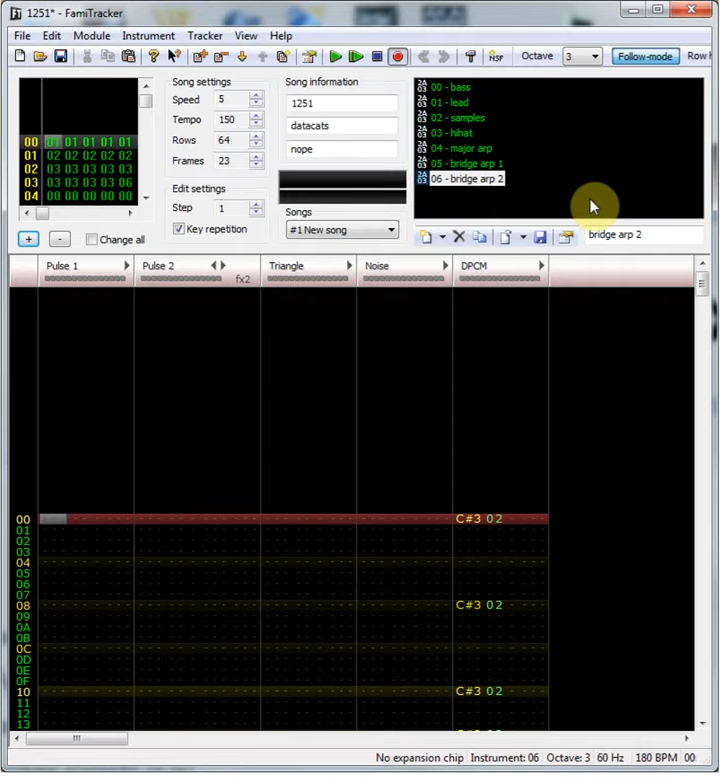 1251* - FamiTracker
File Edit Module Instrument Tracker View Help
Octave 3 Follow-mode Row h
Song settings
Speed 5
Tempo 150
Rows 64
Frames 23
Edit settings
Step 1
Key repetition
Song information
1251
datacats
nope
Songs
#1 New song
00 01 01 01 01 01
01 02 02 02 02 02
02 03 03 03 03 03
03 03 03 03 03 06
04
+ - Change all
00 - bass
01 - lead
02 - samples
03 - hihat
04 - major arp
05 - bridge arp 1
06 - bridge arp 2
bridge arp 2
Pulse 1 Pulse 2 Triangle Noise DPCM
fx2
00 C#3 02
01
02
03
04
05
06
07
08 C#3 02
09
0A
0B
0C
0D
0E
0F
10 C#3 02
11
12
13
No expansion chip Instrument: 06 Octave: 3 60 Hz 180 BPM 00